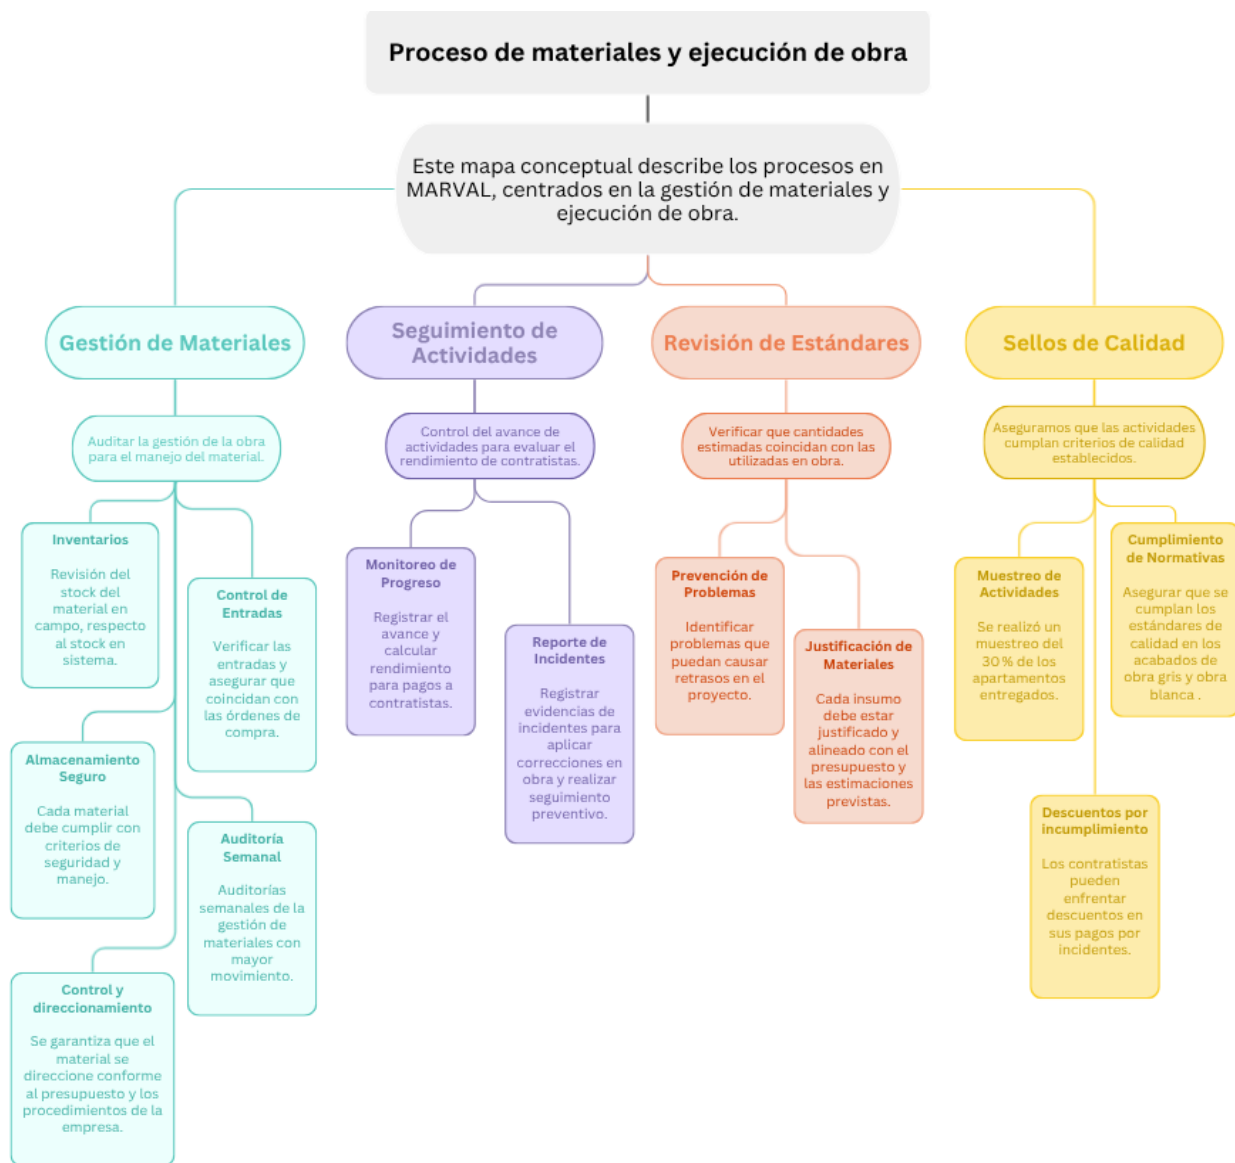 Proceso de materiales y ejecución de obra
Este mapa conceptual describe los procesos en
MARVAL, centrados en la gestión de materiales y
ejecución de obra.
Gestión de Materiales
Auditar la gestión de la obra
para el manejo del material.
Inventarios
Revisión del
stock del
material en
campo, respecto
al stock en
sistema.
Control de
Entradas
Verificar las
entradas y
asegurar que
coincidan con
las órdenes de
compra.
Almacenamiento
Seguro
Cada material
debe cumplir con
criterios de
seguridad y
manejo.
Auditoría
Semanal
Auditorías
semanales de la
gestión de
materiales con
mayor
movimiento.
Control y
direccionamiento
Se garantiza que el
material se
direccione conforme
al presupuesto y los
procedimientos de la
empresa.
Seguimiento de
Actividades
Control del avance de
actividades para evaluar el
rendimiento de contratistas.
Monitoreo de
Progreso
Registrar el
avance y
calcular
rendimiento
para pagos a
contratistas.
Reporte de
Incidentes
Registrar
evidencias de
incidentes para
aplicar
correcciones en
obra y realizar
seguimiento
preventivo.
Revisión de Estándares
Verificar que cantidades
estimadas coincidan con las
utilizadas en obra.
Prevención de
Problemas
Identificar
problemas que
puedan causar
retrasos en el
proyecto.
Justificación de
Materiales
Cada insumo
debe estar
justificado y
alineado con el
presupuesto y
las estimaciones
previstas.
Sellos de Calidad
Aseguramos que las actividades
cumplan criterios de calidad
establecidos.
Muestreo de
Actividades
Se realizó un
muestreo del
30% de los
apartamentos
entregados.
Cumplimiento
de Normativas
Asegurar que se
cumplan los
estándares de
calidad en los
acabados de
obra gris y obra
blanca .
Descuentos por
incumplimiento
Los contratistas
pueden
enfrentar
descuentos en
sus pagos por
incidentes.